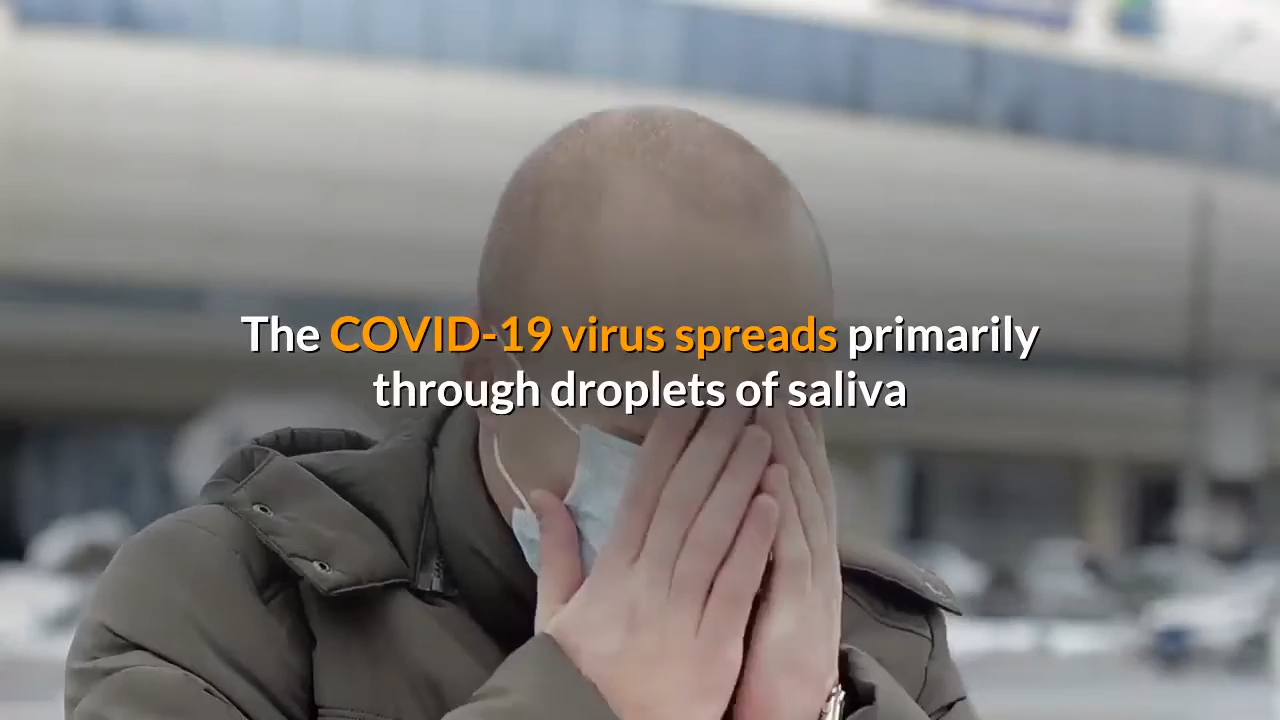 The COVID-19 virus spreads primarily
through droplets of saliva